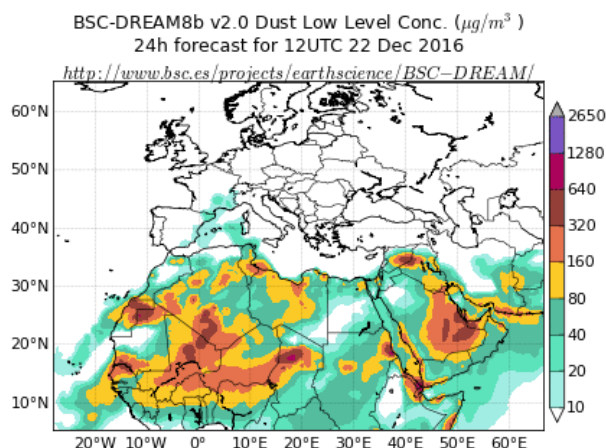 BSC-DREAM8b v2.0 Dust Low Level Conc. (μg/m³ )
24h forecast for 12UTC 22 Dec 2016
http://www.bsc.es/projects/earthscience/BSC−DREAM/
60°N
50°N
40°N
30°N
20°N
10°N
2650
1280
640
320
160
80
40
20
10
20°W 10°W 0° 10°E 20°E 30°E 40°E 50°E 60°E